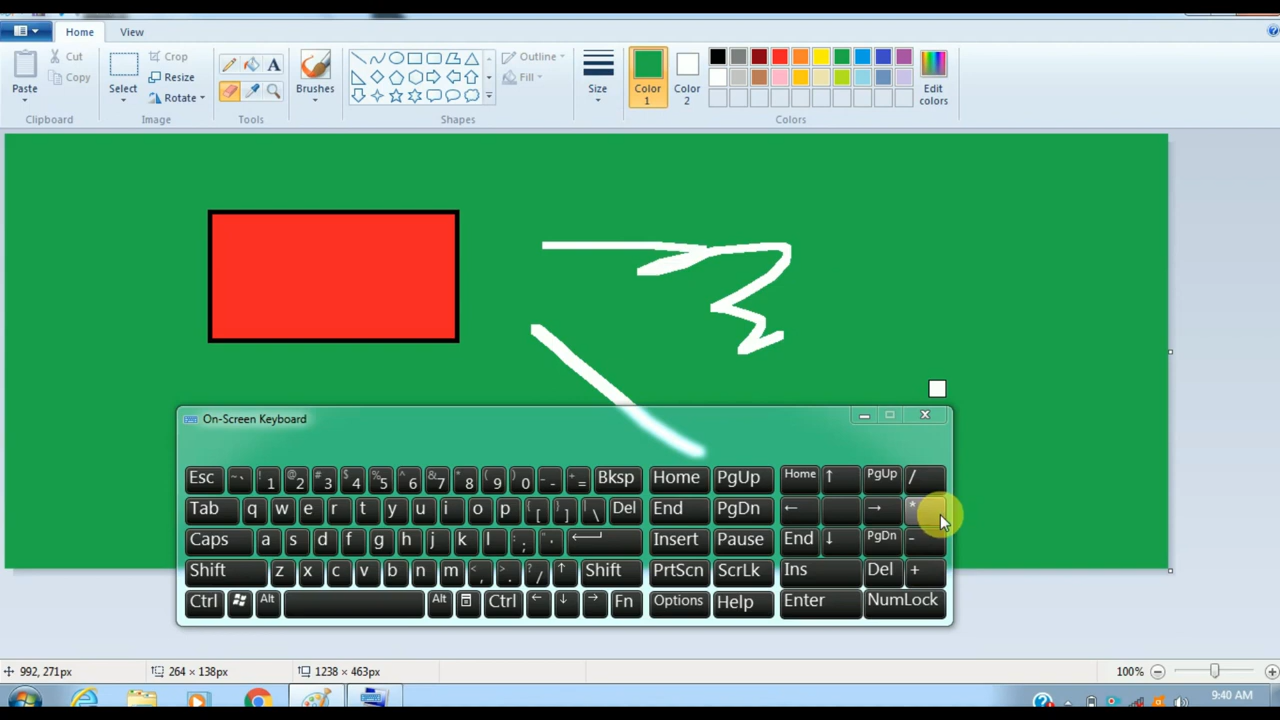 Home View
Cut
Copy
Paste
Clipboard
Select
Crop
Resize
Rotate
Image
A
Tools
Brushes
Outline
Fill
Shapes
Size
Color 1
Color 2
Edit colors
Colors
On-Screen Keyboard
Esc ~ ` ! 1 @ 2 # 3 $ 4 % 5 ^ 6 & 7 * 8 ( 9 ) 0 - - + = Bksp Home PgUp Home ↑ PgUp /
Tab q w e r t y u i o p { [ } ] | \ Del End PgDn ← → *
Caps a s d f g h j k l : ; " ' Insert Pause End ↓ PgDn -
Shift z x c v b n m < , > . ? / ↑ Shift PrtScn ScrLk Ins Del +
Ctrl Alt Alt Ctrl ← ↓ → Fn Options Help Enter NumLock
992, 271px 264 × 138px 1238 × 463px 100%
9:40 AM